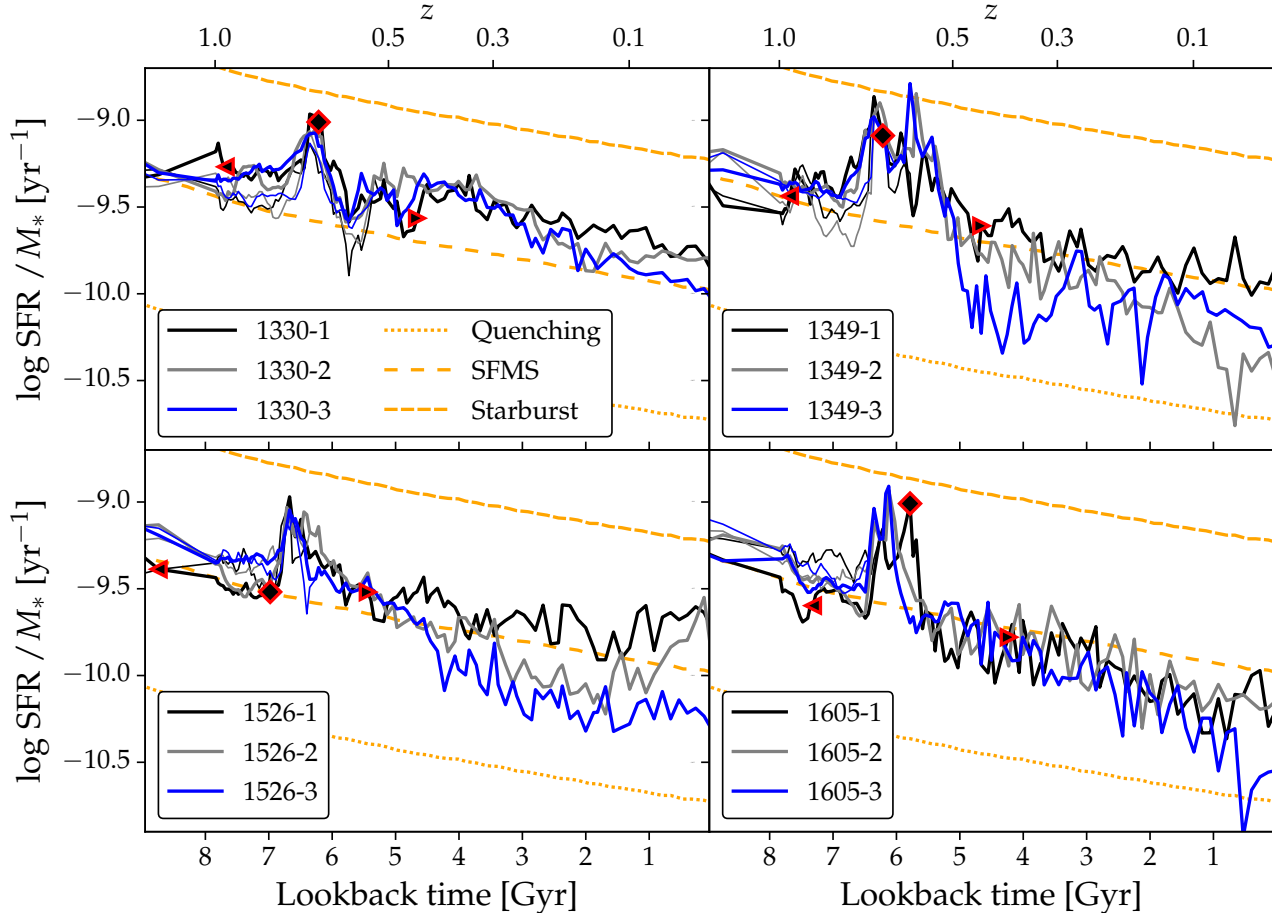 z z
1.0 0.5 0.3 0.1 1.0 0.5 0.3 0.1
log SFR / M* [yr⁻¹]
−9.0
−9.5
−10.0
−10.5
1330-1 Quenching
1330-2 SFMS
1330-3 Starburst
1349-1
1349-2
1349-3
log SFR / M* [yr⁻¹]
−9.0
−9.5
−10.0
−10.5
1526-1
1526-2
1526-3
1605-1
1605-2
1605-3
8 7 6 5 4 3 2 1 8 7 6 5 4 3 2 1
Lookback time [Gyr] Lookback time [Gyr]